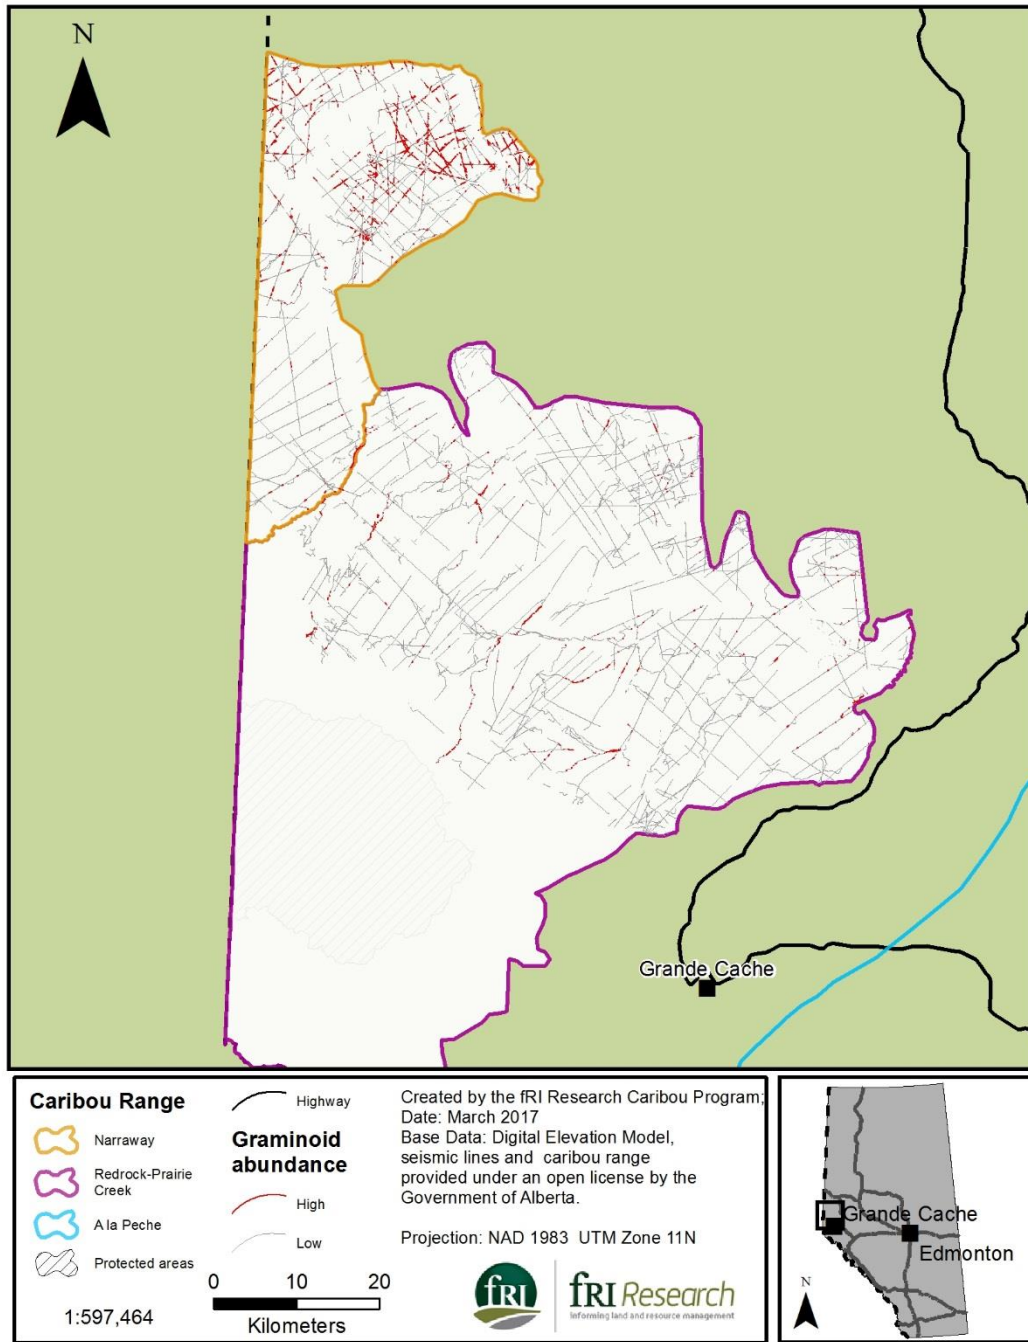 N
Grande Cache
Caribou Range
Narraway
Redrock-Prairie
Creek
A la Peche
Protected areas
1:597,464
Highway
Graminoid
abundance
High
Low
0 10 20
Kilometers
Created by the fRI Research Caribou Program;
Date: March 2017
Base Data: Digital Elevation Model,
seismic lines and caribou range
provided under an open license by the
Government of Alberta.
Projection: NAD 1983 UTM Zone 11N
fRI
fRI Research
Informing land and resource management
Grande Cache
Edmonton
N